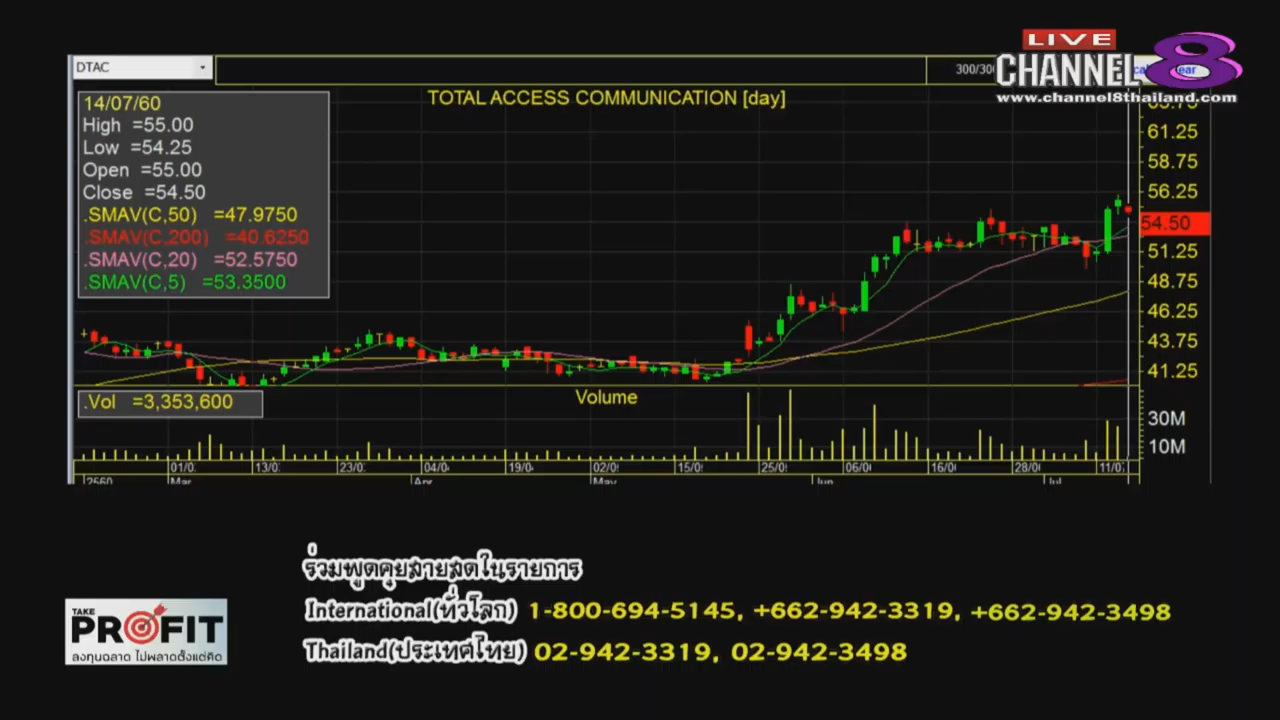 LIVE
CHANNEL 8
www.channel8thailand.com
DTAC
TOTAL ACCESS COMMUNICATION [day]
14/07/60
High =55.00
Low =54.25
Open =55.00
Close =54.50
.SMAV(C,50) =47.9750
.SMAV(C,200) =40.6250
.SMAV(C,20) =52.5750
.SMAV(C,5) =53.3500
61.25
58.75
56.25
54.50
51.25
48.75
46.25
43.75
41.25
.Vol =3,353,600
Volume
30M
10M
01/0 13/0 23/0 04/0 19/0 02/0 15/0 25/0 06/0 16/0 28/0 11/0
2560 Mar Apr May Jun Jul
ร่วมพูดคุยสายสดในรายการ
International(ทั่วโลก) 1-800-694-5145, +662-942-3319, +662-942-3498
Thailand(ประเทศไทย) 02-942-3319, 02-942-3498
TAKE
PROFIT
ลงทุนฉลาด ไม่พลาดตั้งแต่คิด